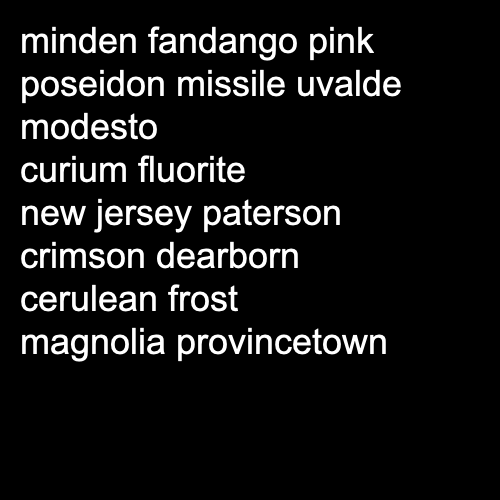 minden fandango pink
poseidon missile uvalde
modesto
curium fluorite
new jersey paterson
crimson dearborn
cerulean frost
magnolia provincetown